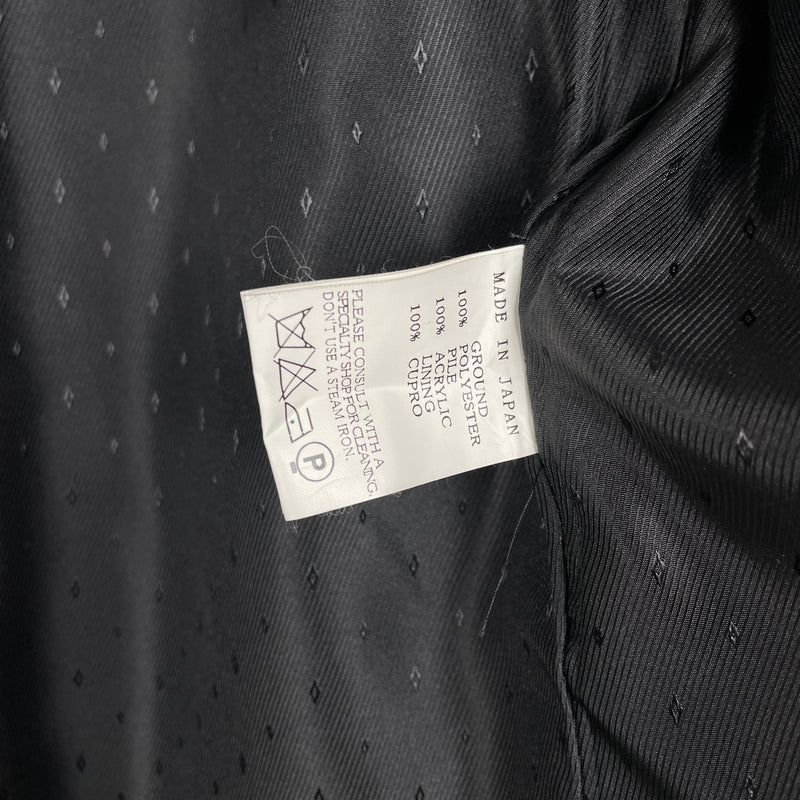 MADE IN JAPAN
GROUND
100% POLYESTER
PILE
100% ACRYLIC
LINING
100% CUPRO
P
PLEASE CONSULT WITH A
SPECIALTY SHOP FOR CLEANING.
DON'T USE A STEAM IRON.